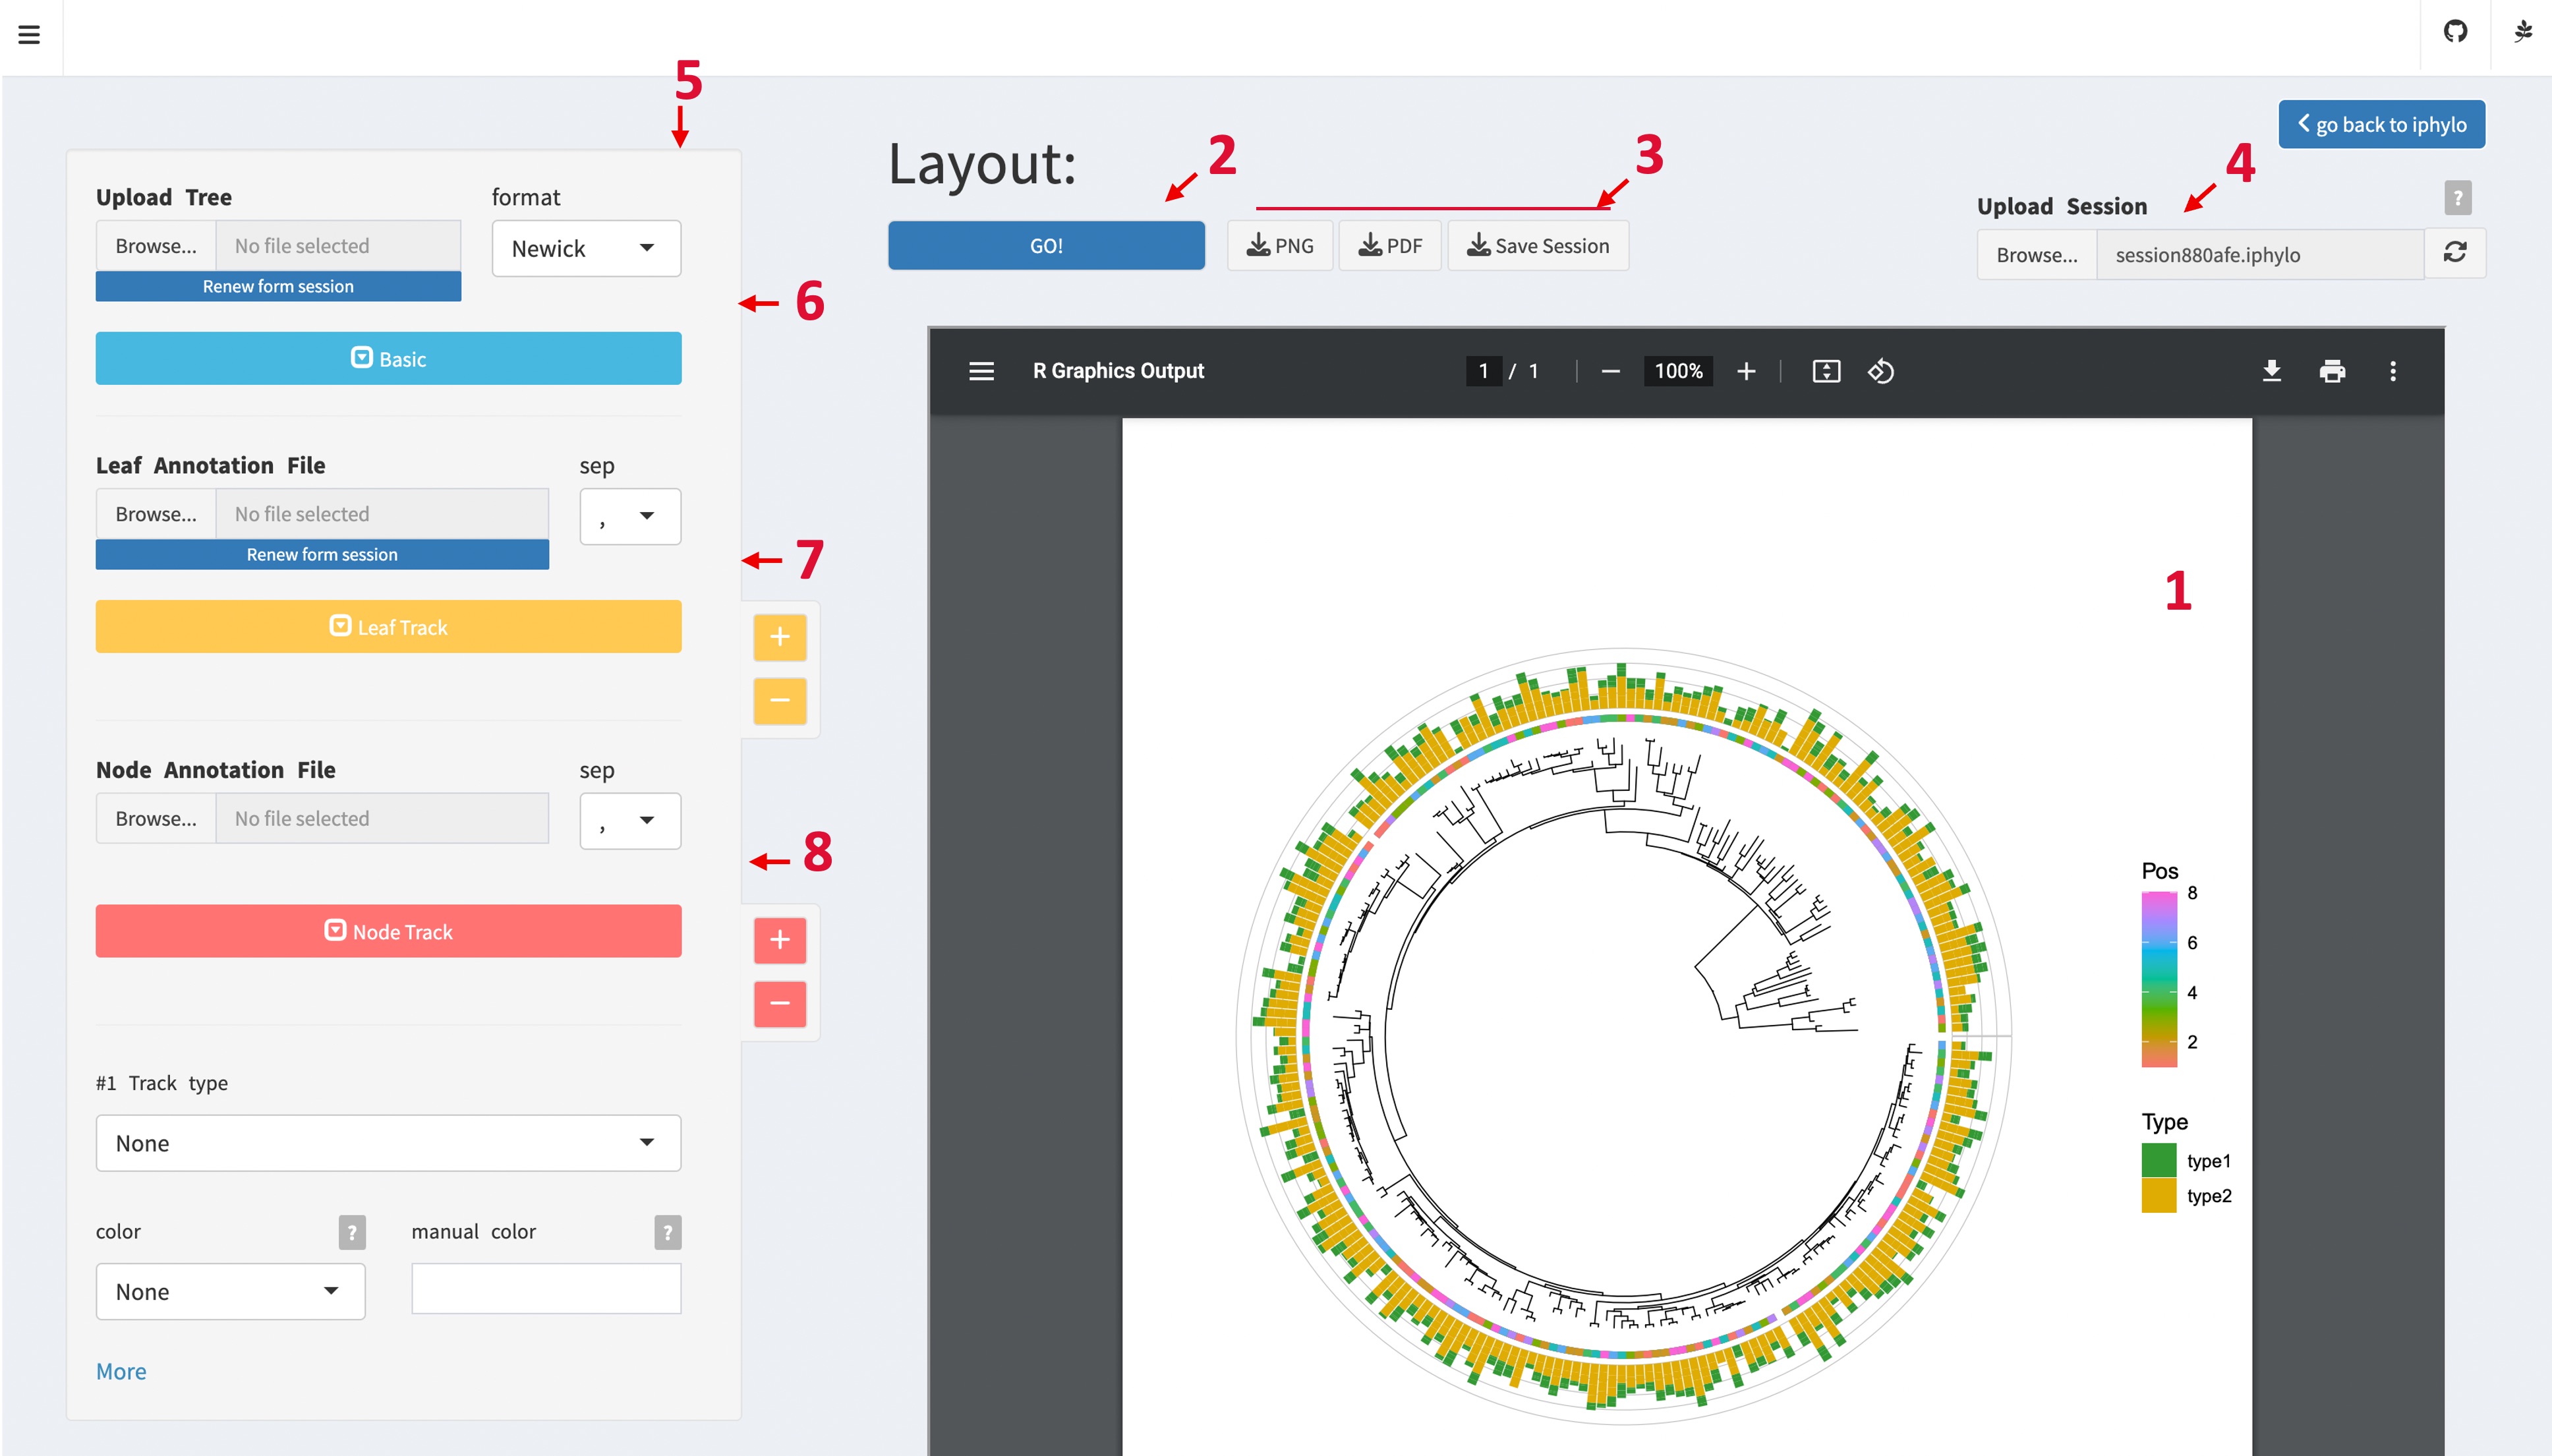 5
go back to iphylo
Layout:
2
3
4
Upload Tree
format
Upload Session
?
Browse...
No file selected
Newick
GO!
PNG
PDF
Save Session
Browse...
session880afe.iphylo
Renew form session
6
Basic
R Graphics Output
1 / 1
100%
Leaf Annotation File
sep
Browse...
No file selected
,
Renew form session
7
1
Leaf Track
+
−
Node Annotation File
sep
Browse...
No file selected
,
8
Node Track
+
−
Pos
8
6
4
2
#1 Track type
None
Type
type1
type2
color
?
manual color
?
None
More